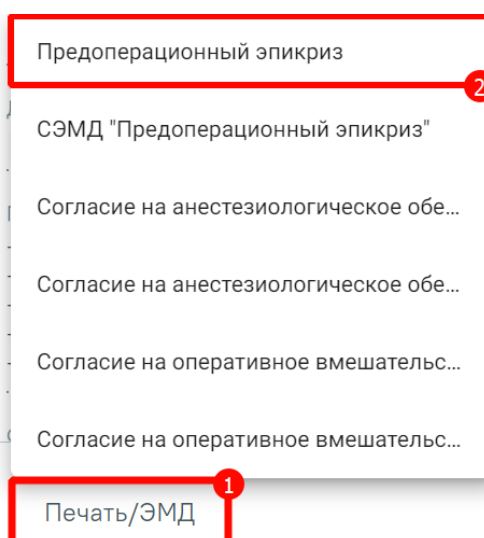 Предоперационный эпикриз
2
СЭМД "Предоперационный эпикриз"
Согласие на анестезиологическое обе...
Согласие на анестезиологическое обе...
Согласие на оперативное вмешательс...
Согласие на оперативное вмешательс...
1
Печать/ЭМД